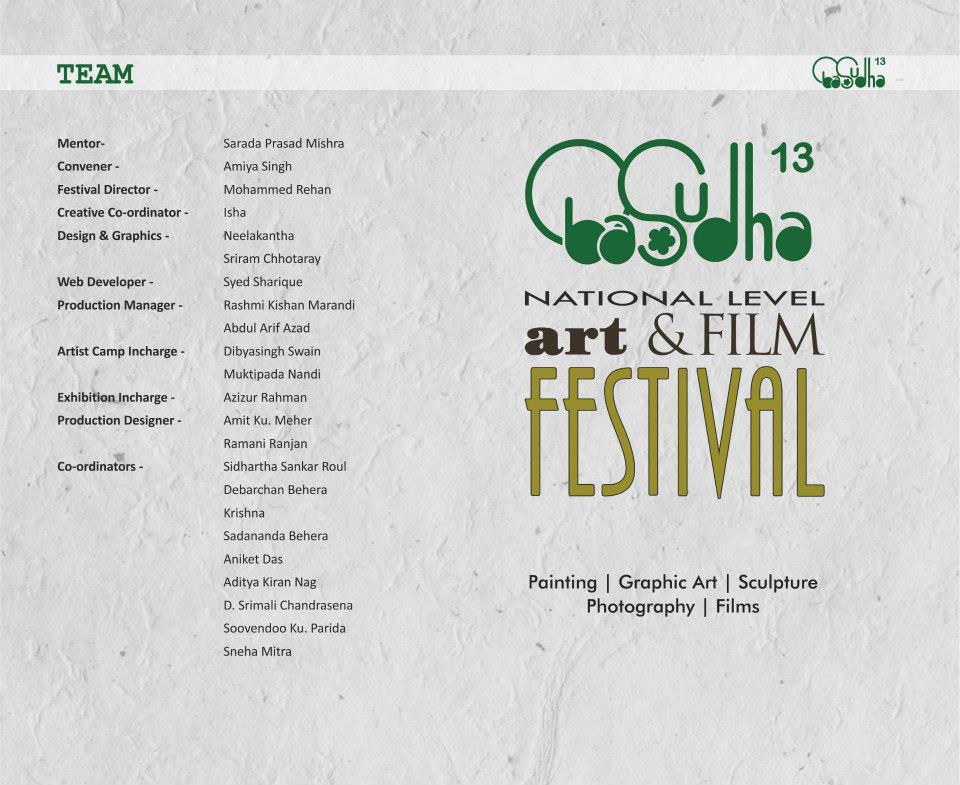 TEAM
basudha 13
Mentor- Sarada Prasad Mishra
Convener - Amiya Singh
Festival Director - Mohammed Rehan
Creative Co-ordinator - Isha
Design & Graphics - Neelakantha
Sriram Chhotaray
Web Developer - Syed Sharique
Production Manager - Rashmi Kishan Marandi
Abdul Arif Azad
Artist Camp Incharge - Dibyasingh Swain
Muktipada Nandi
Exhibition Incharge - Azizur Rahman
Production Designer - Amit Ku. Meher
Ramani Ranjan
Co-ordinators - Sidhartha Sankar Roul
Debarchan Behera
Krishna
Sadananda Behera
Aniket Das
Aditya Kiran Nag
D. Srimali Chandrasena
Soovendoo Ku. Parida
Sneha Mitra
basudha 13
NATIONAL LEVEL
art & FILM
FESTIVAL
Painting | Graphic Art | Sculpture
Photography | Films